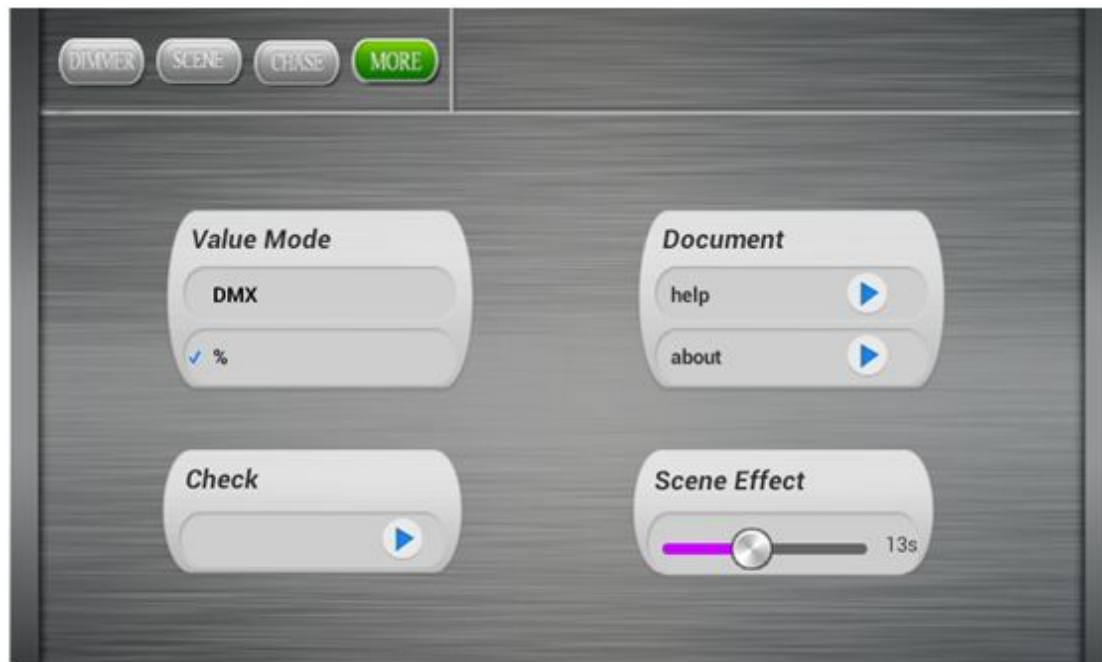 DIMMER SCENE CHASE MORE
Value Mode
DMX
%
Document
help
about
Check
Scene Effect
13s